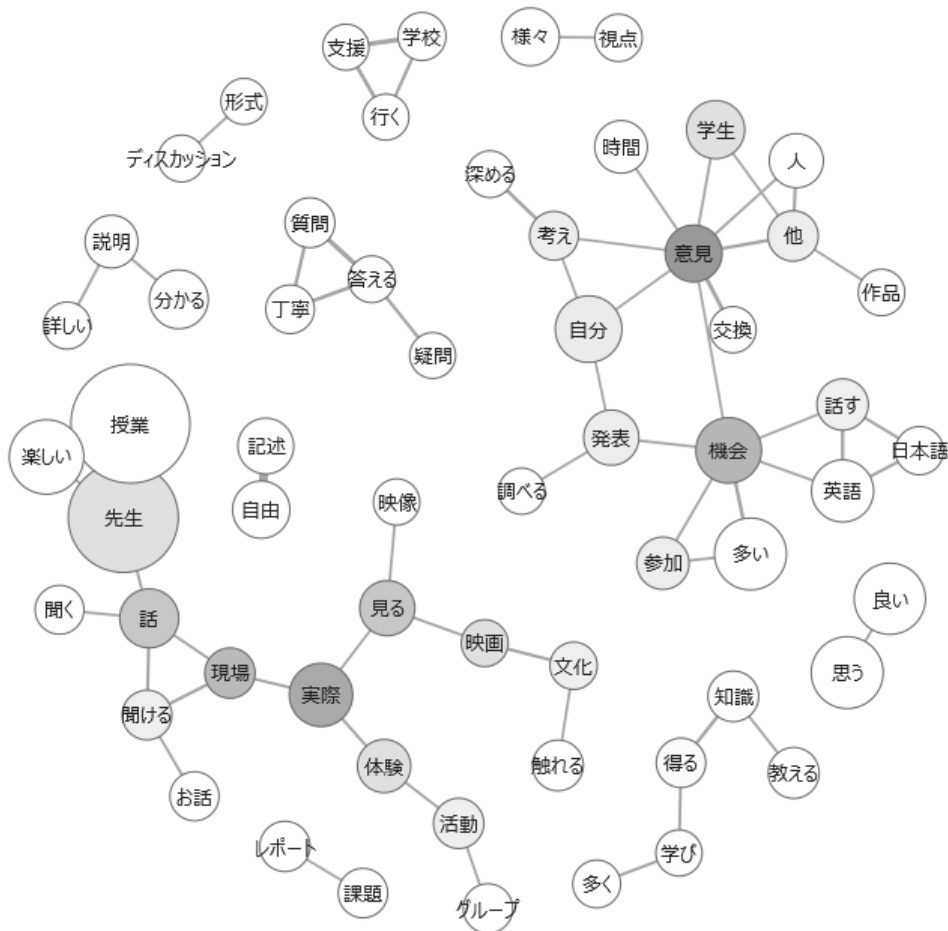 支援
学校
行く
様々
視点
形式
ディスカッション
時間
学生
人
深める
考え
意見
他
作品
交換
自分
説明
分かる
詳しい
質問
答える
丁寧
疑問
授業
楽しい
先生
記述
自由
発表
調べる
機会
話す
日本語
英語
参加
多い
映像
見る
映画
文化
触れる
聞く
話
現場
実際
聞ける
お話
体験
活動
グループ
レポート
課題
良い
思う
知識
得る
教える
学び
多く